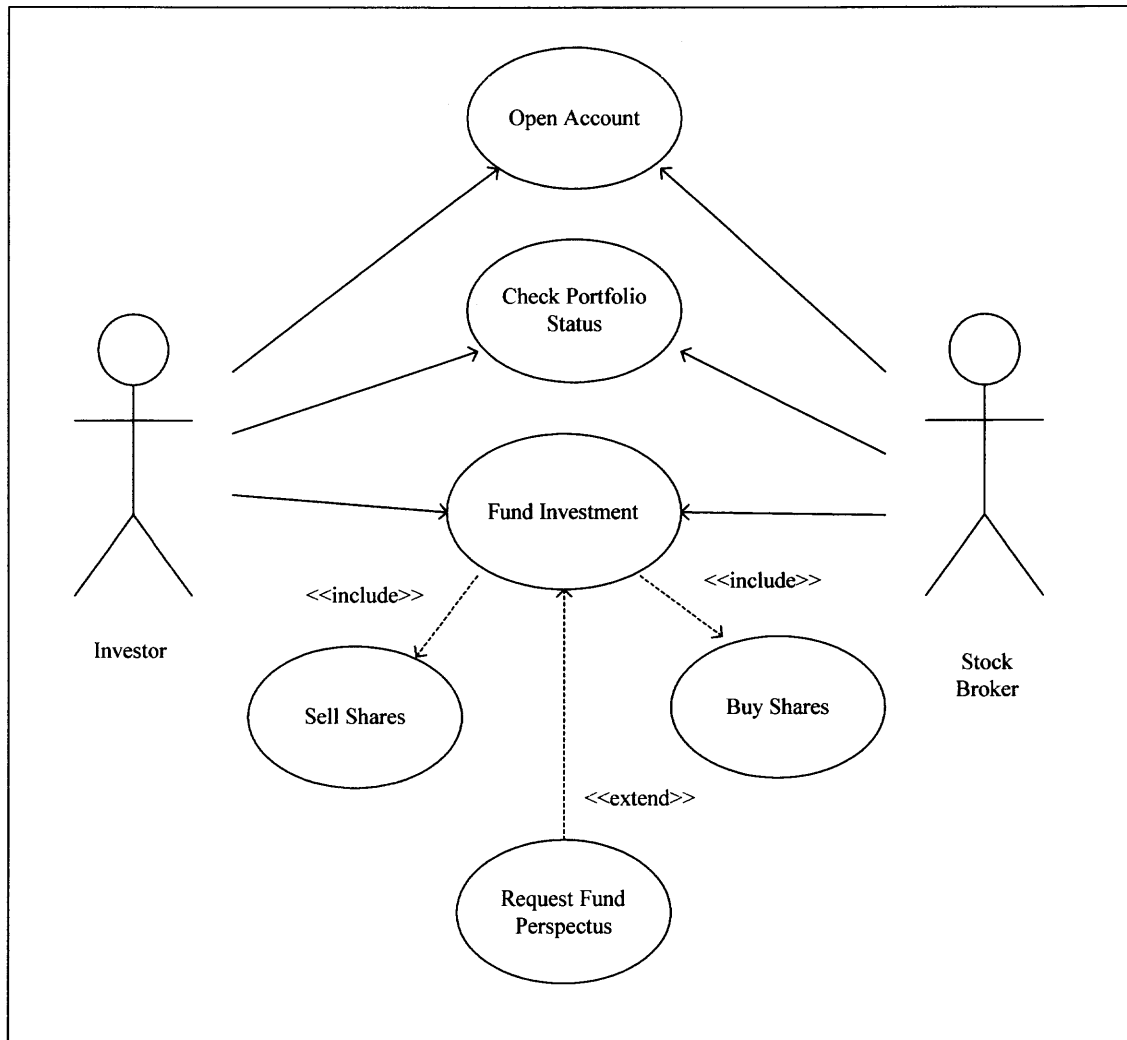 Open Account
Check Portfolio
Status
Fund Investment
<<include>>
<<include>>
Investor
Stock
Broker
Sell Shares
Buy Shares
<<extend>>
Request Fund
Perspectus